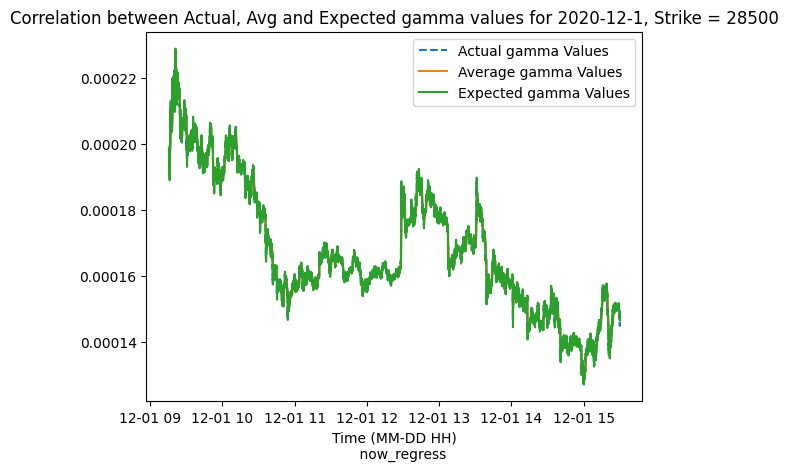 Correlation between Actual, Avg and Expected gamma values for 2020-12-1, Strike = 28500
Actual gamma Values
Average gamma Values
Expected gamma Values
0.00022
0.00020
0.00018
0.00016
0.00014
12-01 09 12-01 10 12-01 11 12-01 12 12-01 13 12-01 14 12-01 15
Time (MM-DD HH)
now_regress